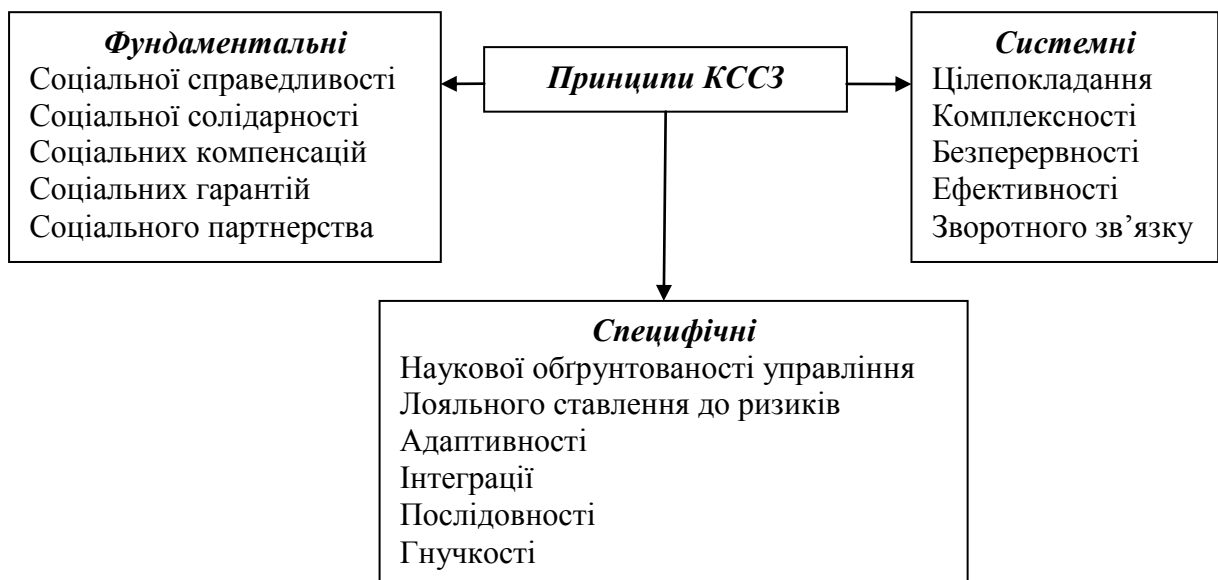 Фундаментальні
Соціальної справедливості
Соціальної солідарності
Соціальних компенсацій
Соціальних гарантій
Соціального партнерства
Принципи КССЗ
Системні
Цілепокладання
Комплексності
Безперервності
Ефективності
Зворотного зв’язку
Специфічні
Наукової обґрунтованості управління
Лояльного ставлення до ризиків
Адаптивності
Інтеграції
Послідовності
Гнучкості